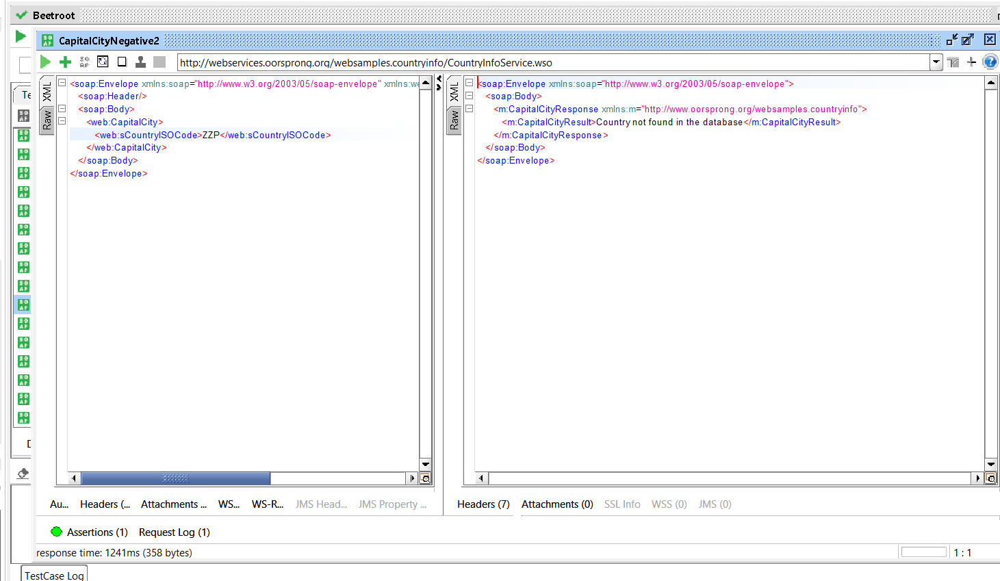 Beetroot
CapitalCityNegative2
http://webservices.oorsprong.org/websamples.countryinfo/CountryInfoService.wso
Te
XML
Raw
<soap:Envelope xmlns:soap="http://www.w3.org/2003/05/soap-envelope" xmlns:we
<soap:Header/>
<soap:Body>
<web:CapitalCity>
<web:sCountryISOCode>ZZP</web:sCountryISOCode>
</web:CapitalCity>
</soap:Body>
</soap:Envelope>
XML
Raw
<soap:Envelope xmlns:soap="http://www.w3.org/2003/05/soap-envelope">
<soap:Body>
<m:CapitalCityResponse xmlns:m="http://www.oorsprong.org/websamples.countryinfo">
<m:CapitalCityResult>Country not found in the database</m:CapitalCityResult>
</m:CapitalCityResponse>
</soap:Body>
</soap:Envelope>
Au... Headers (... Attachments ... WS... WS-R... JMS Head... JMS Property ...
Headers (7) Attachments (0) SSL Info WSS (0) JMS (0)
Assertions (1) Request Log (1)
response time: 1241ms (358 bytes)
1 : 1
TestCase Log